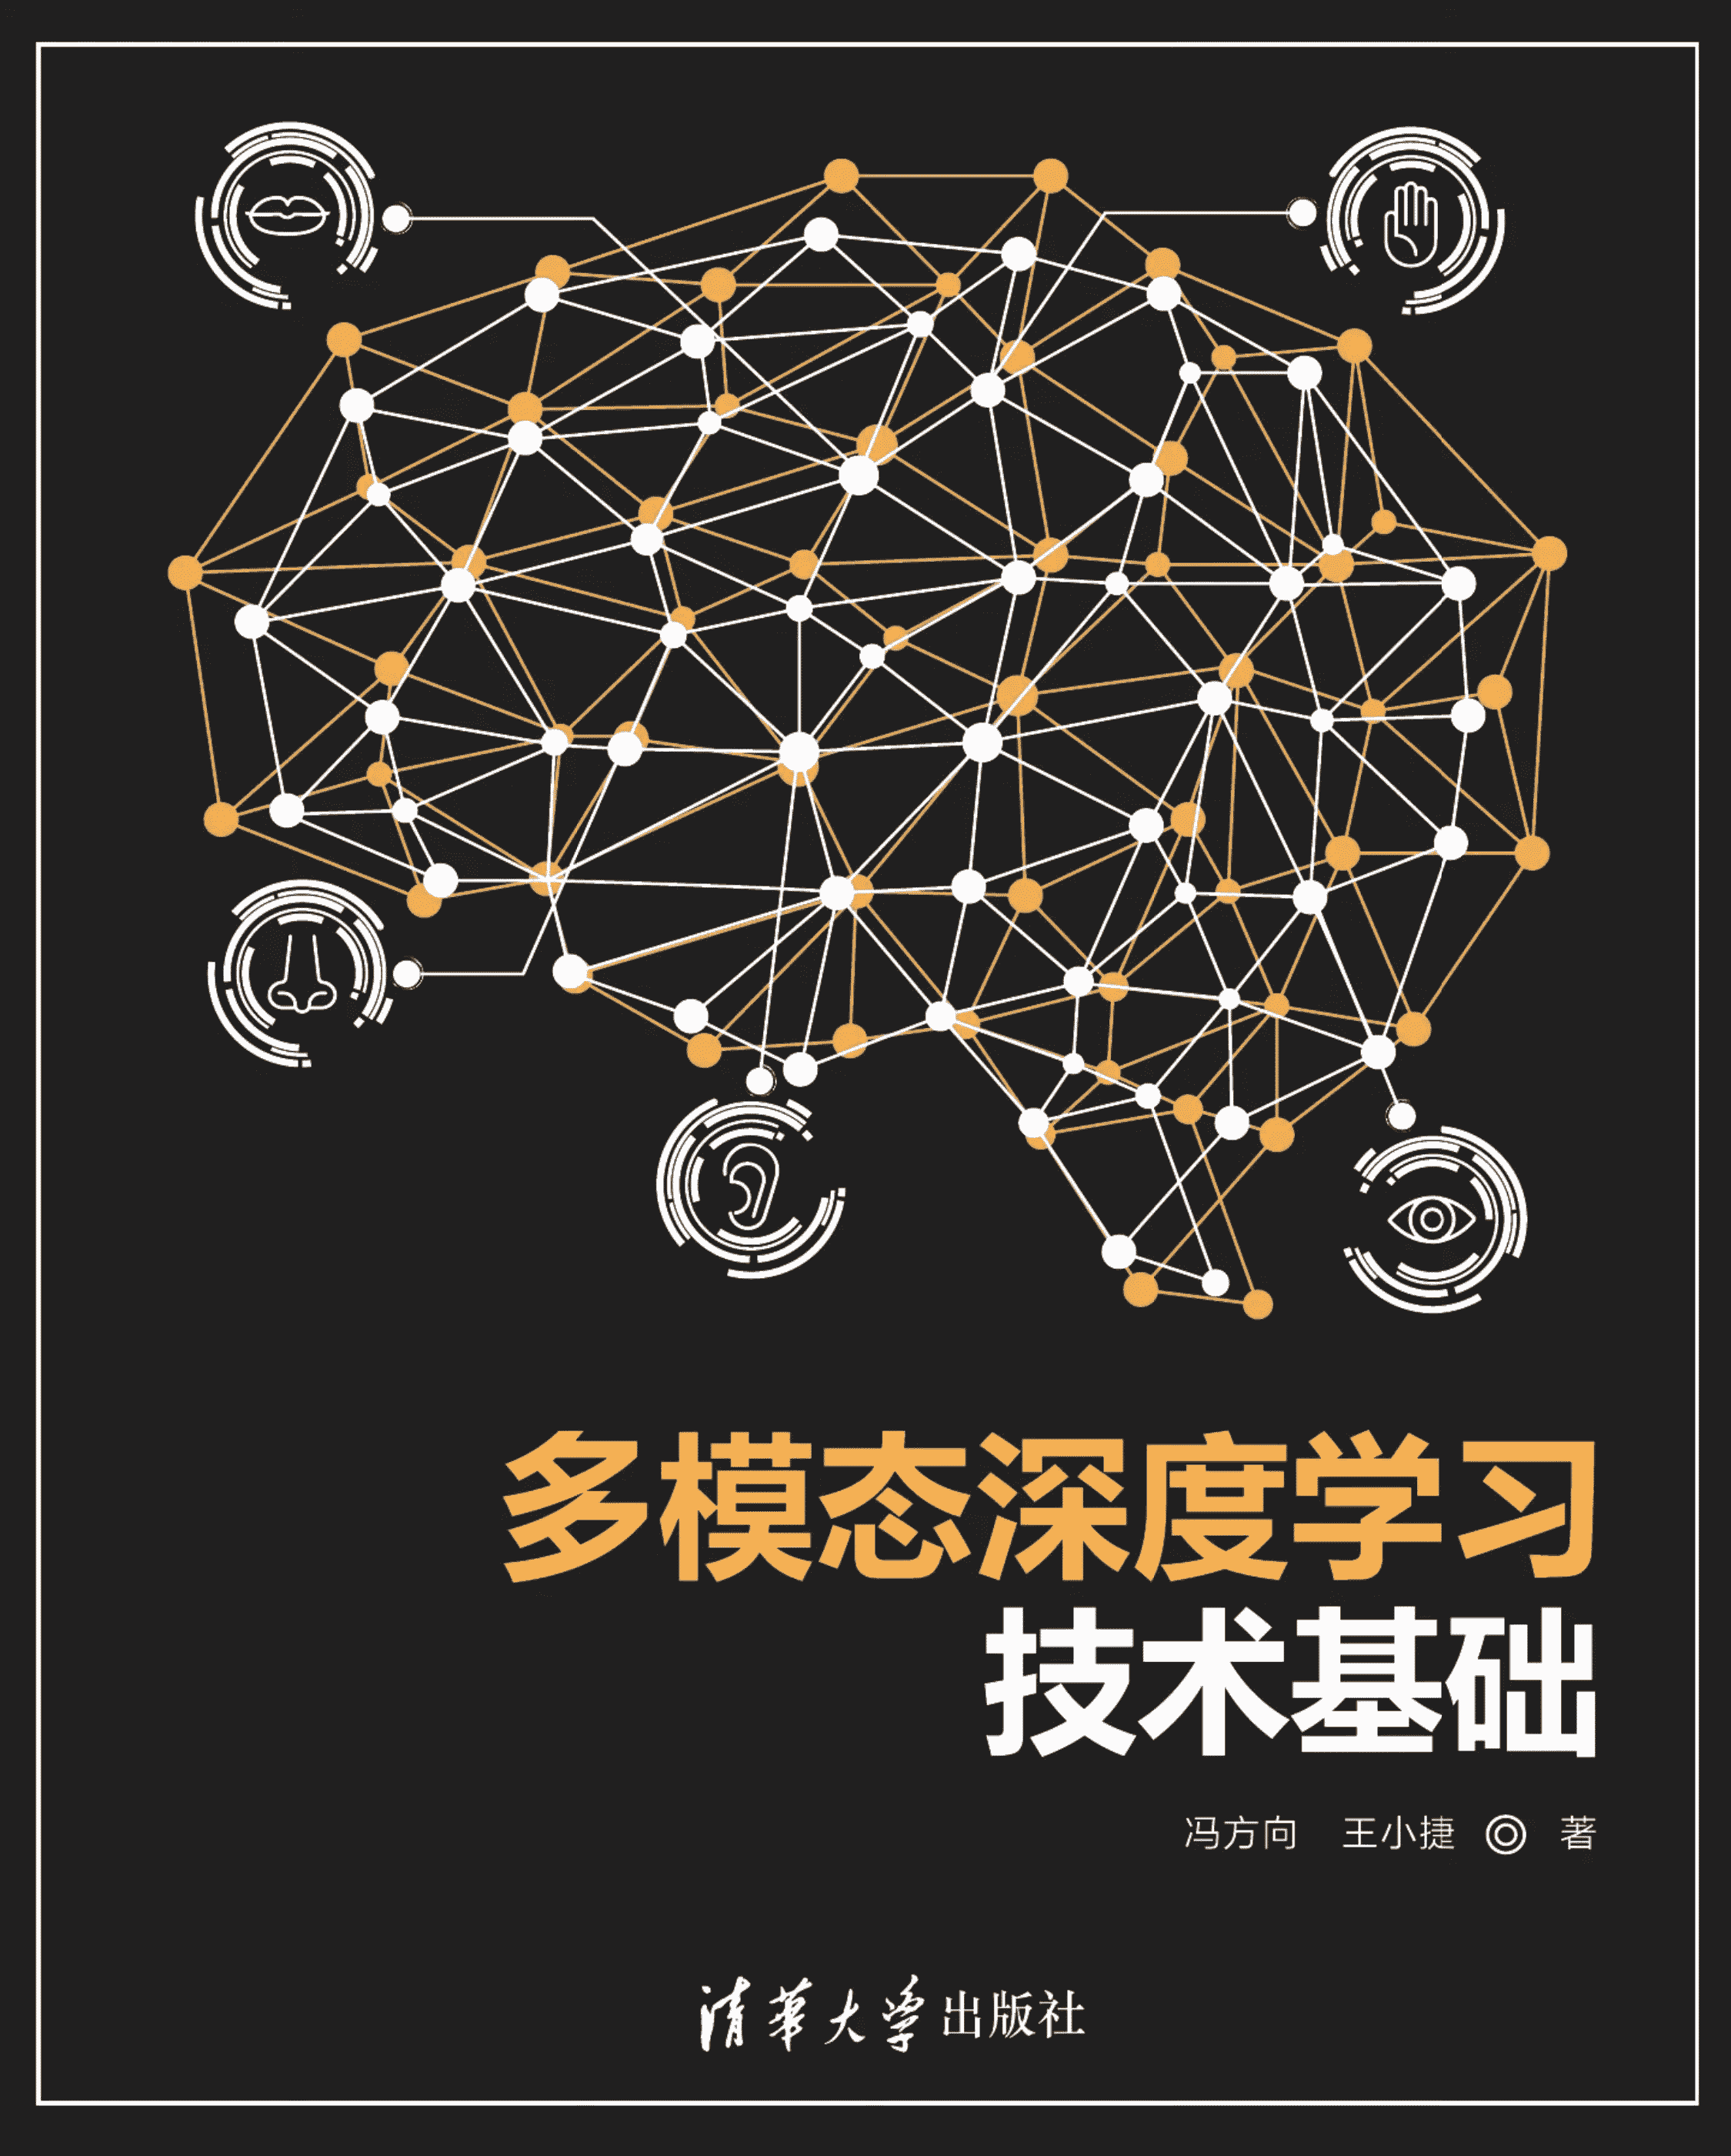 多模态深度学习
技术基础
冯方向 王小捷 ◎ 著
清华大学出版社